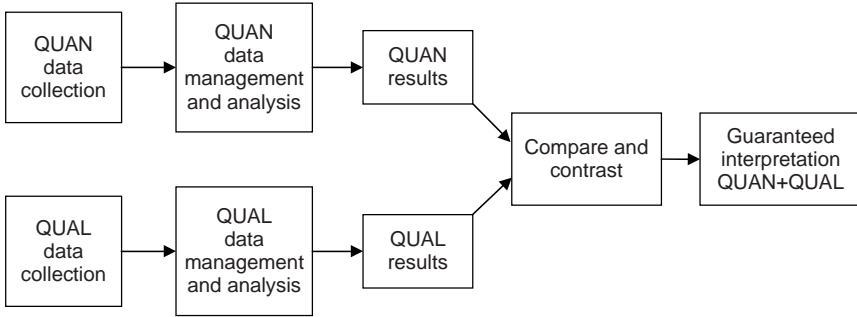 QUAN
data
collection
QUAN
data
management
and analysis
QUAN
results
Compare and
contrast
Guaranteed
interpretation
QUAN+QUAL
QUAL
data
collection
QUAL
data
management
and analysis
QUAL
results